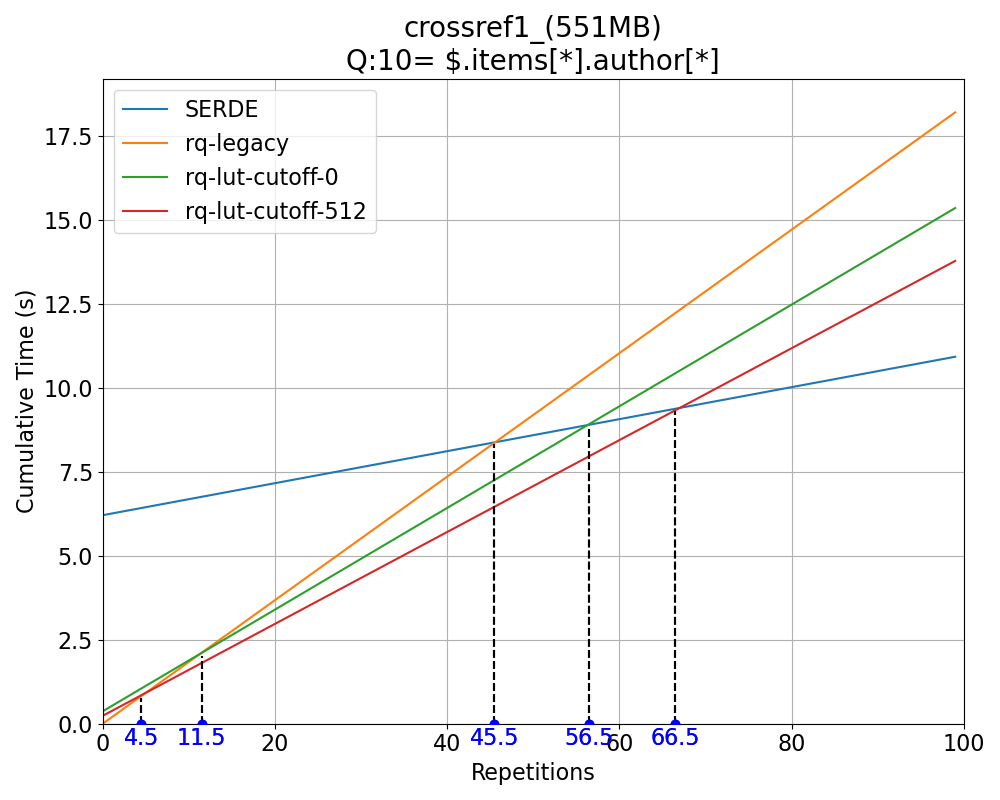 crossref1_(551MB)
Q:10= $.items[*].author[*]
SERDE
rq-legacy
rq-lut-cutoff-0
rq-lut-cutoff-512
Cumulative Time (s)
17.5
15.0
12.5
10.0
7.5
5.0
2.5
0.0
0 20 40 60 80 100
4.5 11.5 45.5 56.5 66.5
Repetitions